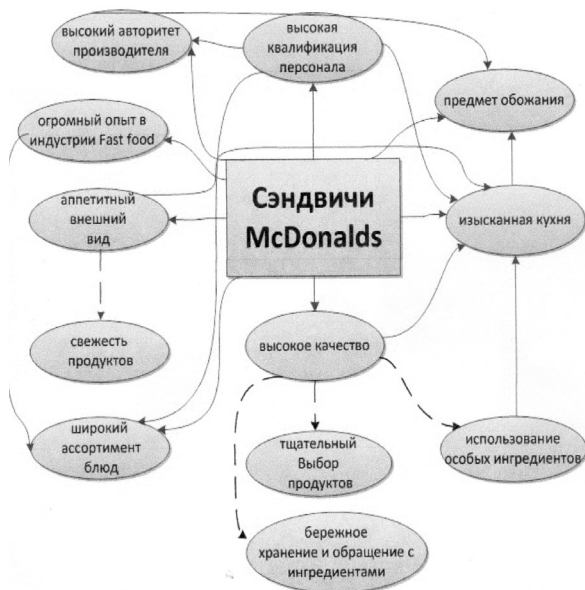 высокий авторитет
производителя
высокая
квалификация
персонала
предмет обожания
огромный опыт в
индустрии Fast food
Сэндвичи
McDonalds
аппетитный
внешний
вид
изысканная кухня
свежесть
продуктов
высокое качество
широкий
ассортимент
блюд
тщательный
Выбор
продуктов
использование
особых ингредиентов
бережное
хранение и обращение с
ингредиентами